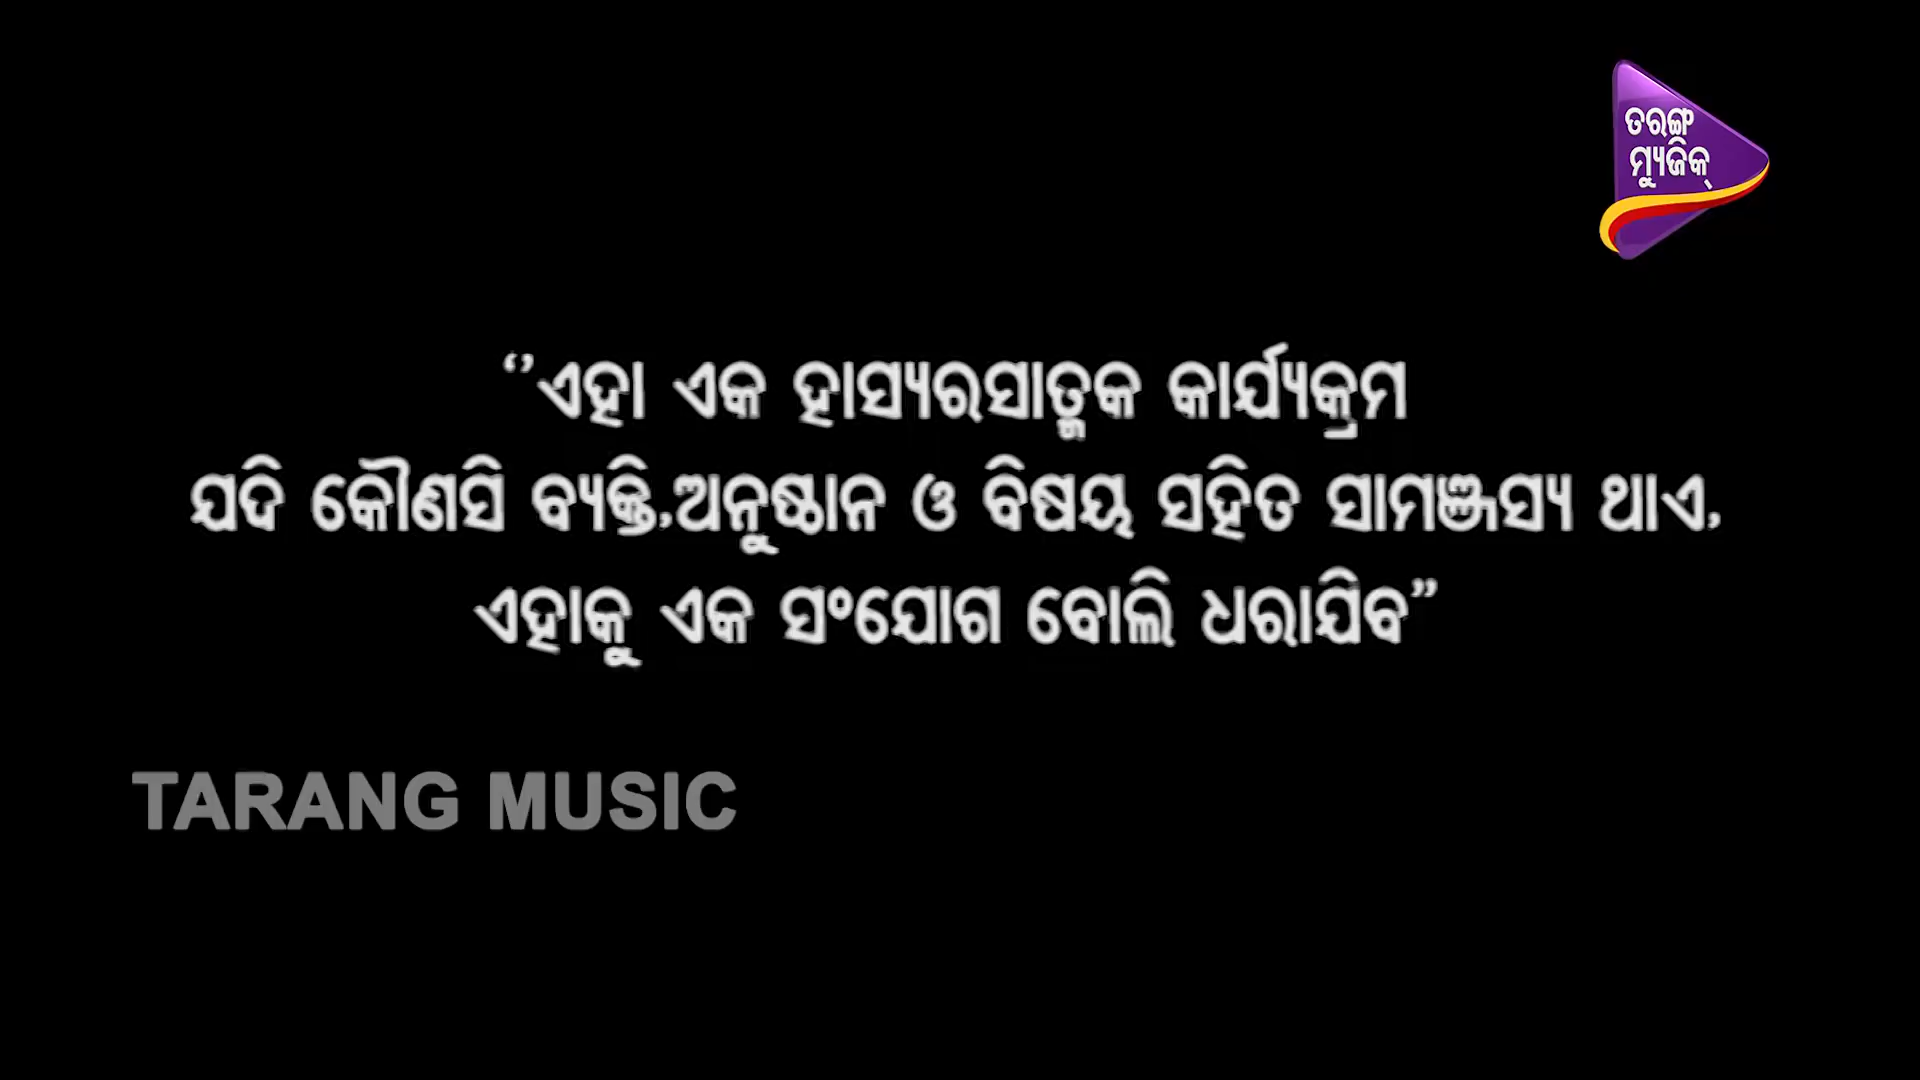 ତରଙ୍ଗ
ମ୍ୟୁଜିକ୍
‘’ଏହା ଏକ ହାସ୍ୟରସାତ୍ମକ କାର୍ଯ୍ୟକ୍ରମ
ଯଦି କୌଣସି ବ୍ୟକ୍ତି,ଅନୁଷ୍ଠାନ ଓ ବିଷୟ ସହିତ ସାମଞ୍ଜସ୍ୟ ଥାଏ,
ଏହାକୁ ଏକ ସଂଯୋଗ ବୋଲି ଧରାଯିବ”
TARANG MUSIC